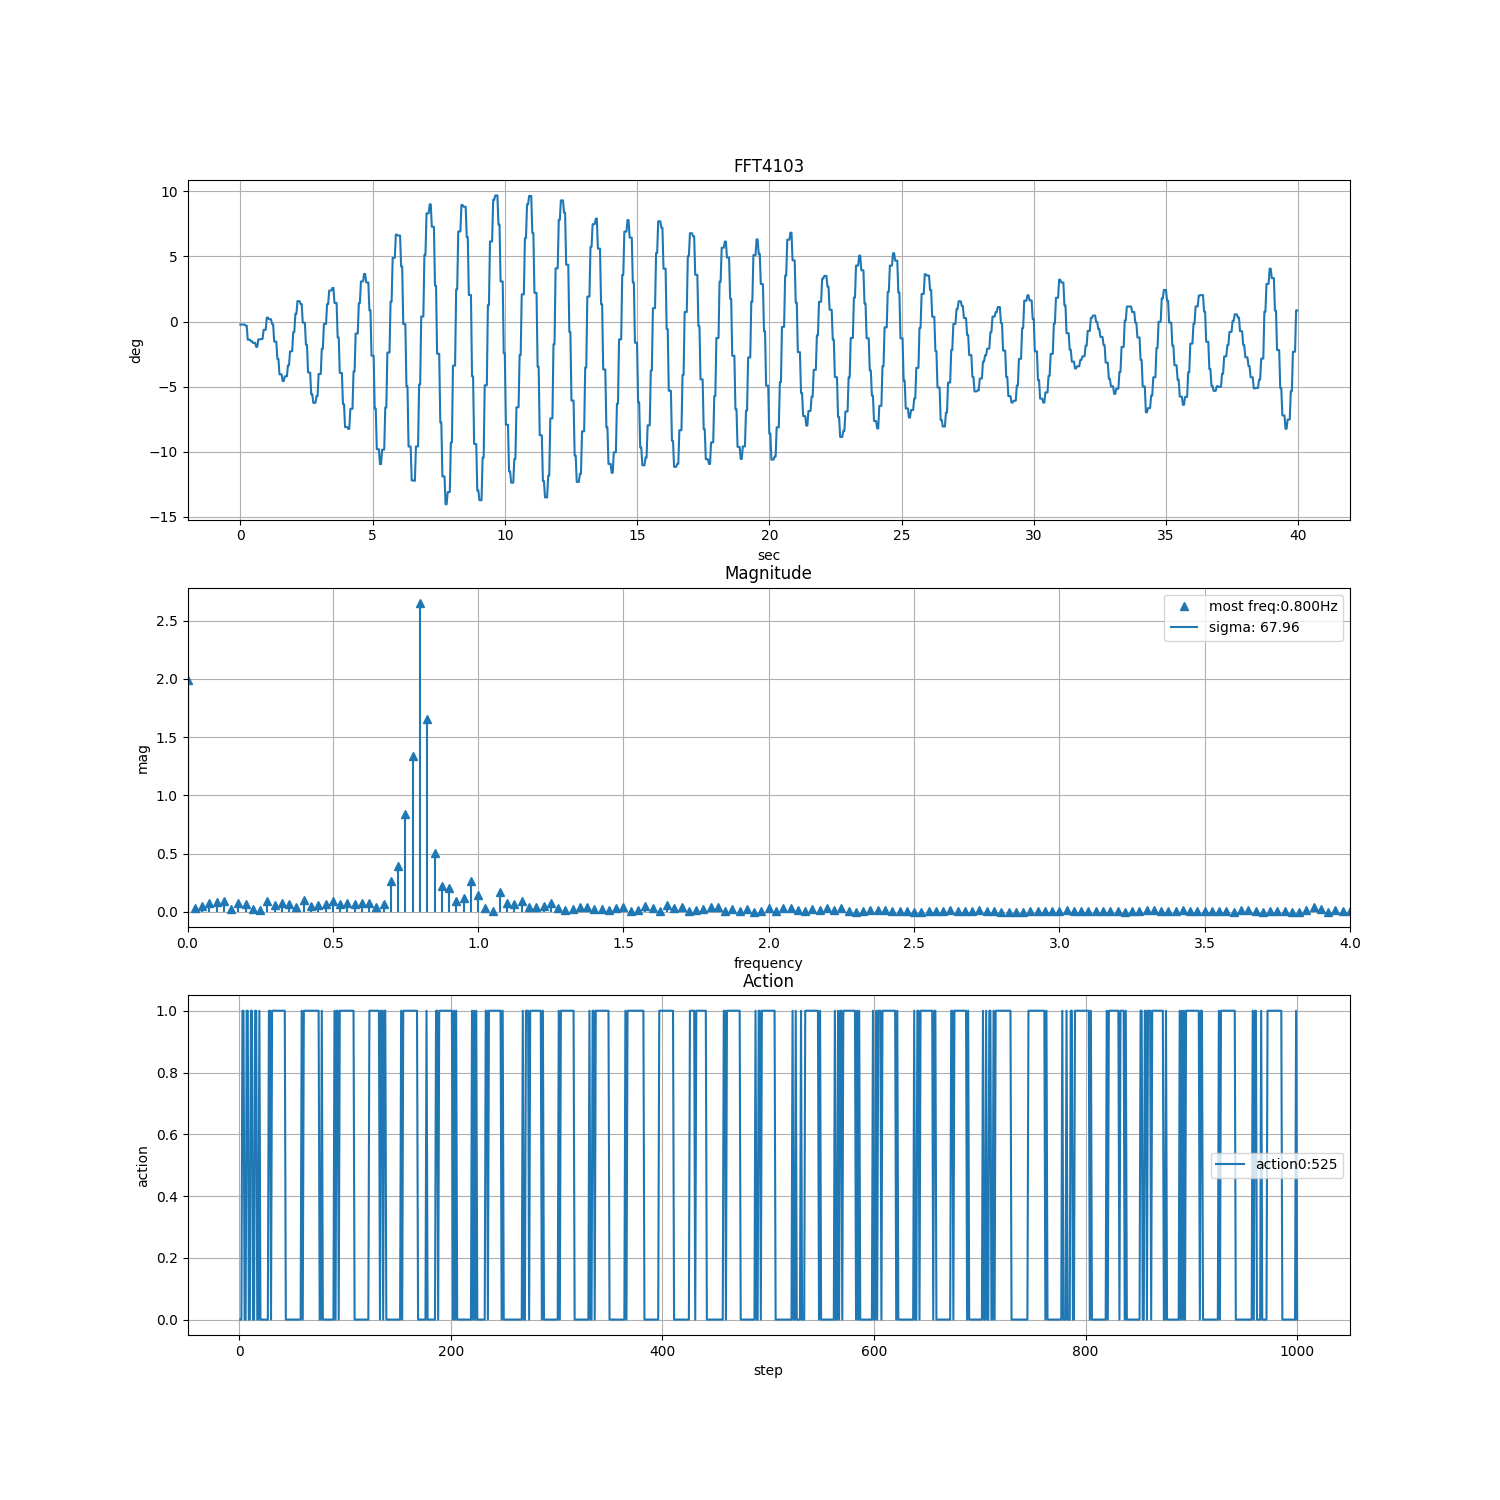 FFT4103
10
5
0
−5
−10
−15
deg
0 5 10 15 20 25 30 35 40
sec
Magnitude
most freq:0.800Hz
sigma: 67.96
2.5
2.0
1.5
1.0
0.5
0.0
mag
0.0 0.5 1.0 1.5 2.0 2.5 3.0 3.5 4.0
frequency
Action
1.0
0.8
0.6
0.4
0.2
0.0
action
action0:525
0 200 400 600 800 1000
step